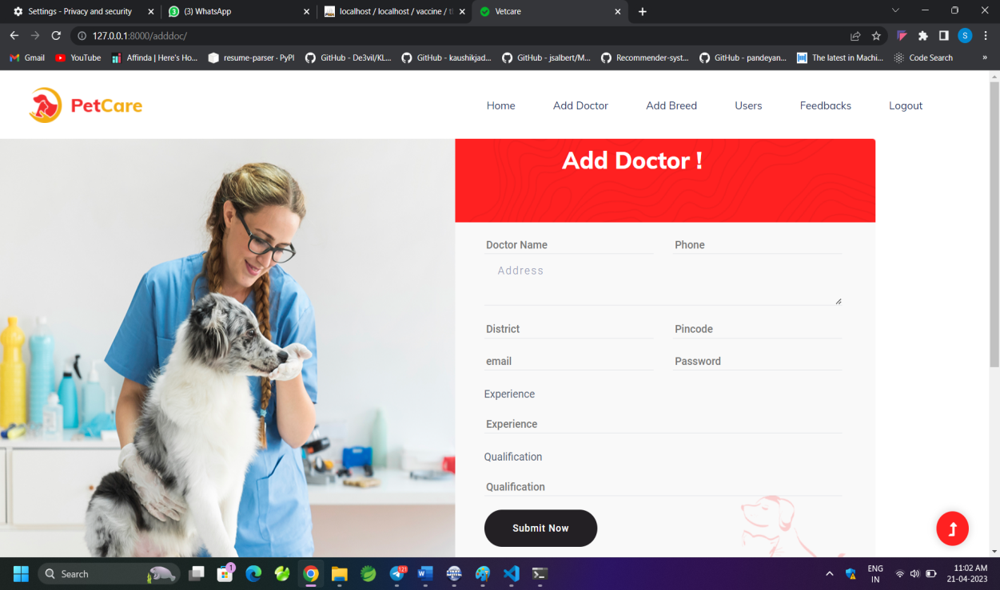 Settings - Privacy and security
(3) WhatsApp
localhost / localhost / vaccine / t
Vetcare
127.0.0.1:8000/adddoc/
S
Gmail
YouTube
Affinda | Here's Ho...
resume-parser · PyPI
GitHub - De3vil/KL...
GitHub - kaushikjad...
GitHub - jsalbert/M...
Recommender-syst...
GitHub - pandeyan...
The latest in Machi...
Code Search
»
PetCare
Home
Add Doctor
Add Breed
Users
Feedbacks
Logout
Add Doctor !
Doctor Name
Phone
Address
District
Pincode
email
Password
Experience
Experience
Qualification
Qualification
Submit Now
Search
1
121
ENG
IN
11:02 AM
21-04-2023